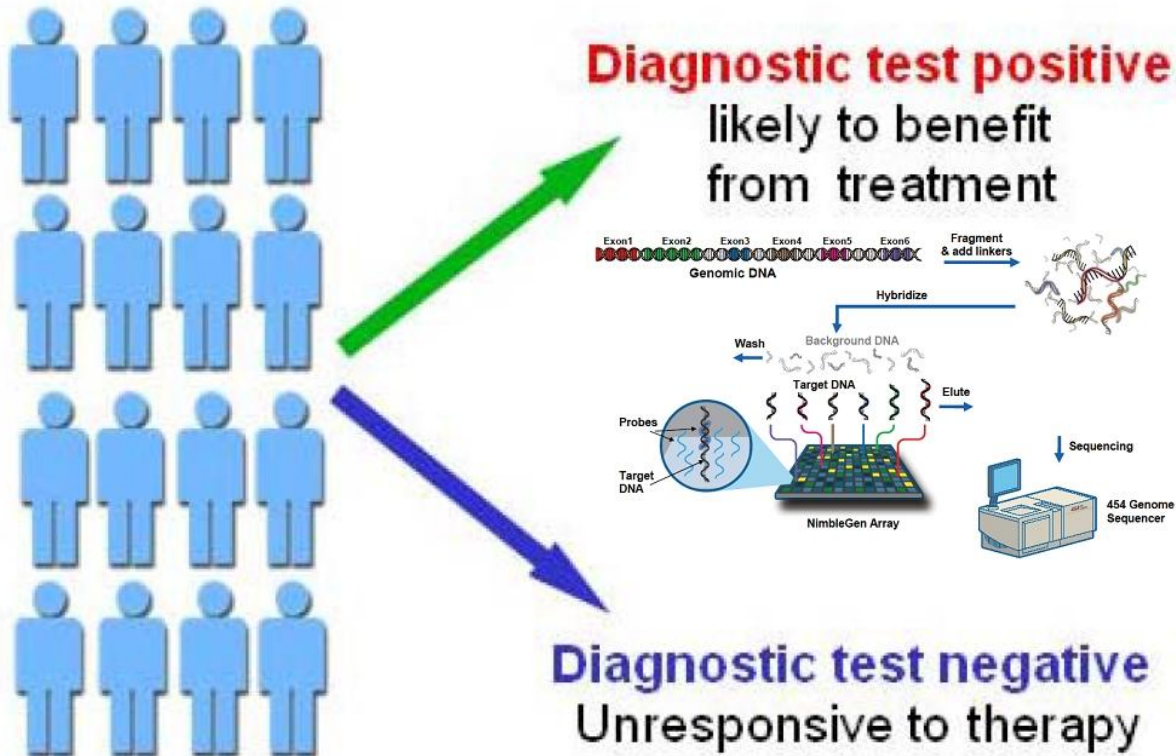 Diagnostic test positive
likely to benefit
from treatment
Exon1 Exon2 Exon3 Exon4 Exon5 Exon6
Genomic DNA
Fragment
& add linkers
Hybridize
Background DNA
Wash
Target DNA
Elute
Probes
Target
DNA
NimbleGen Array
Sequencing
454 Genome
Sequencer
Diagnostic test negative
Unresponsive to therapy